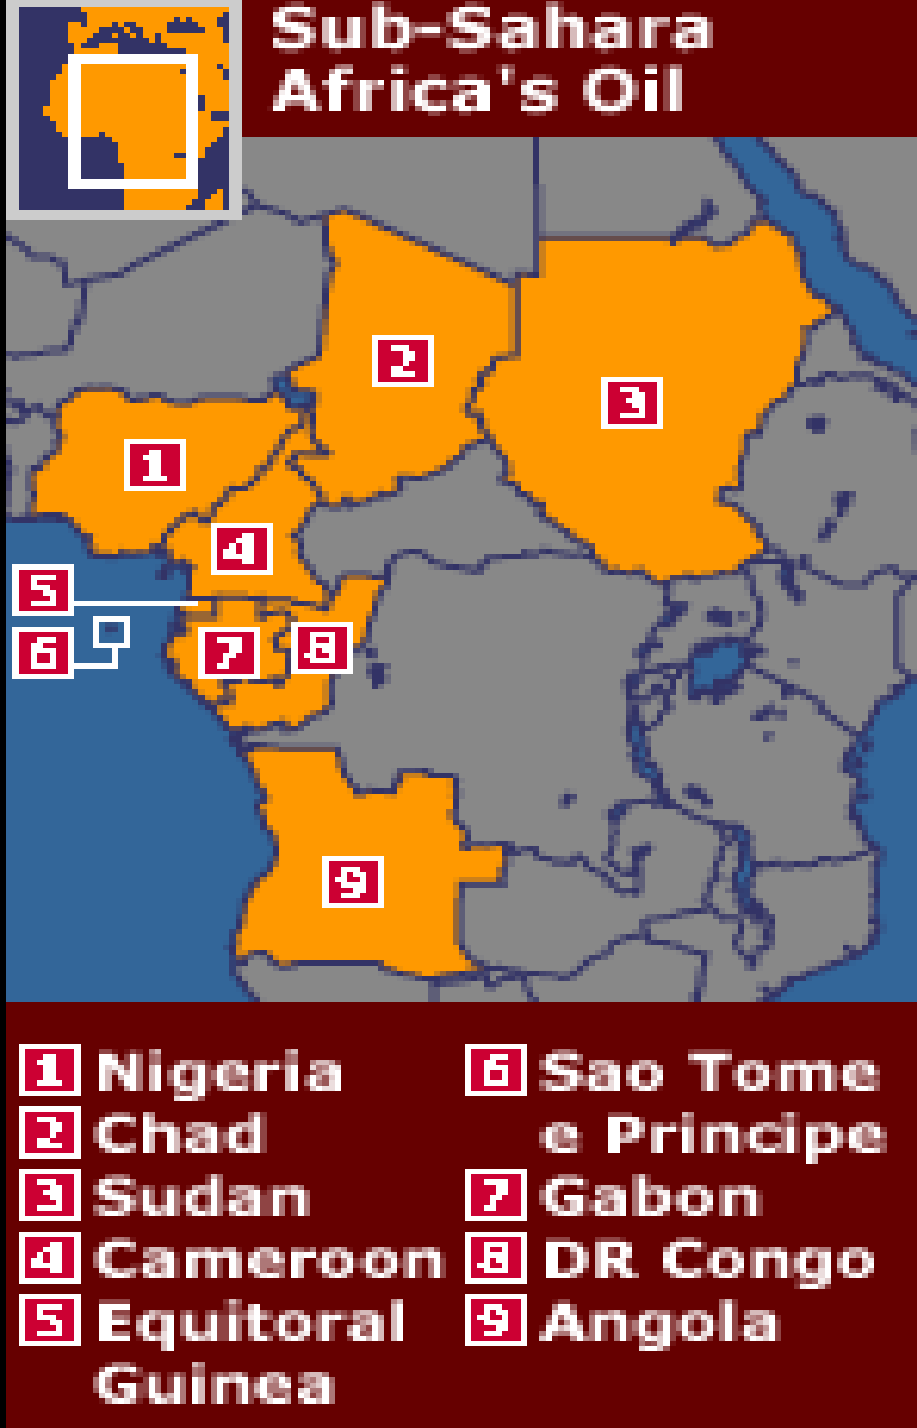 Sub-Sahara
Africa's Oil
2
3
1
4
5
6
7
8
9
1 Nigeria
2 Chad
3 Sudan
4 Cameroon
5 Equitoral
Guinea
6 Sao Tome
e Principe
7 Gabon
8 DR Congo
9 Angola